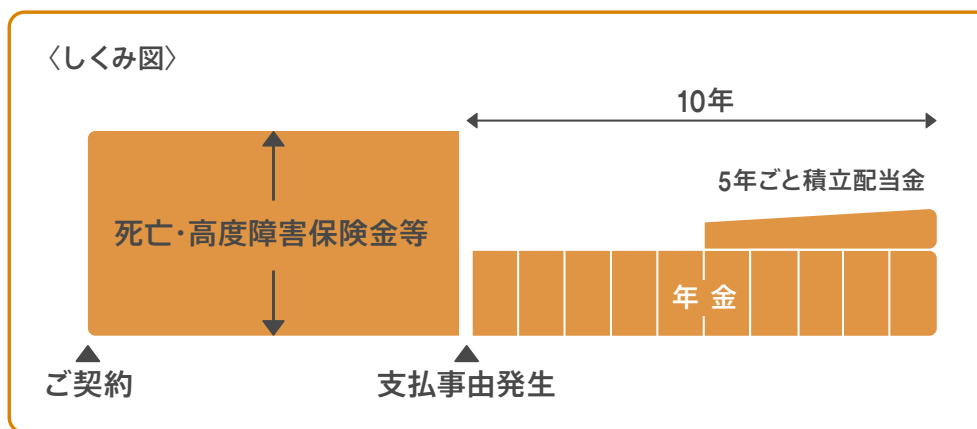 〈しくみ図〉
10年
5年ごと積立配当金
死亡・高度障害保険金等
年金
ご契約
支払事由発生